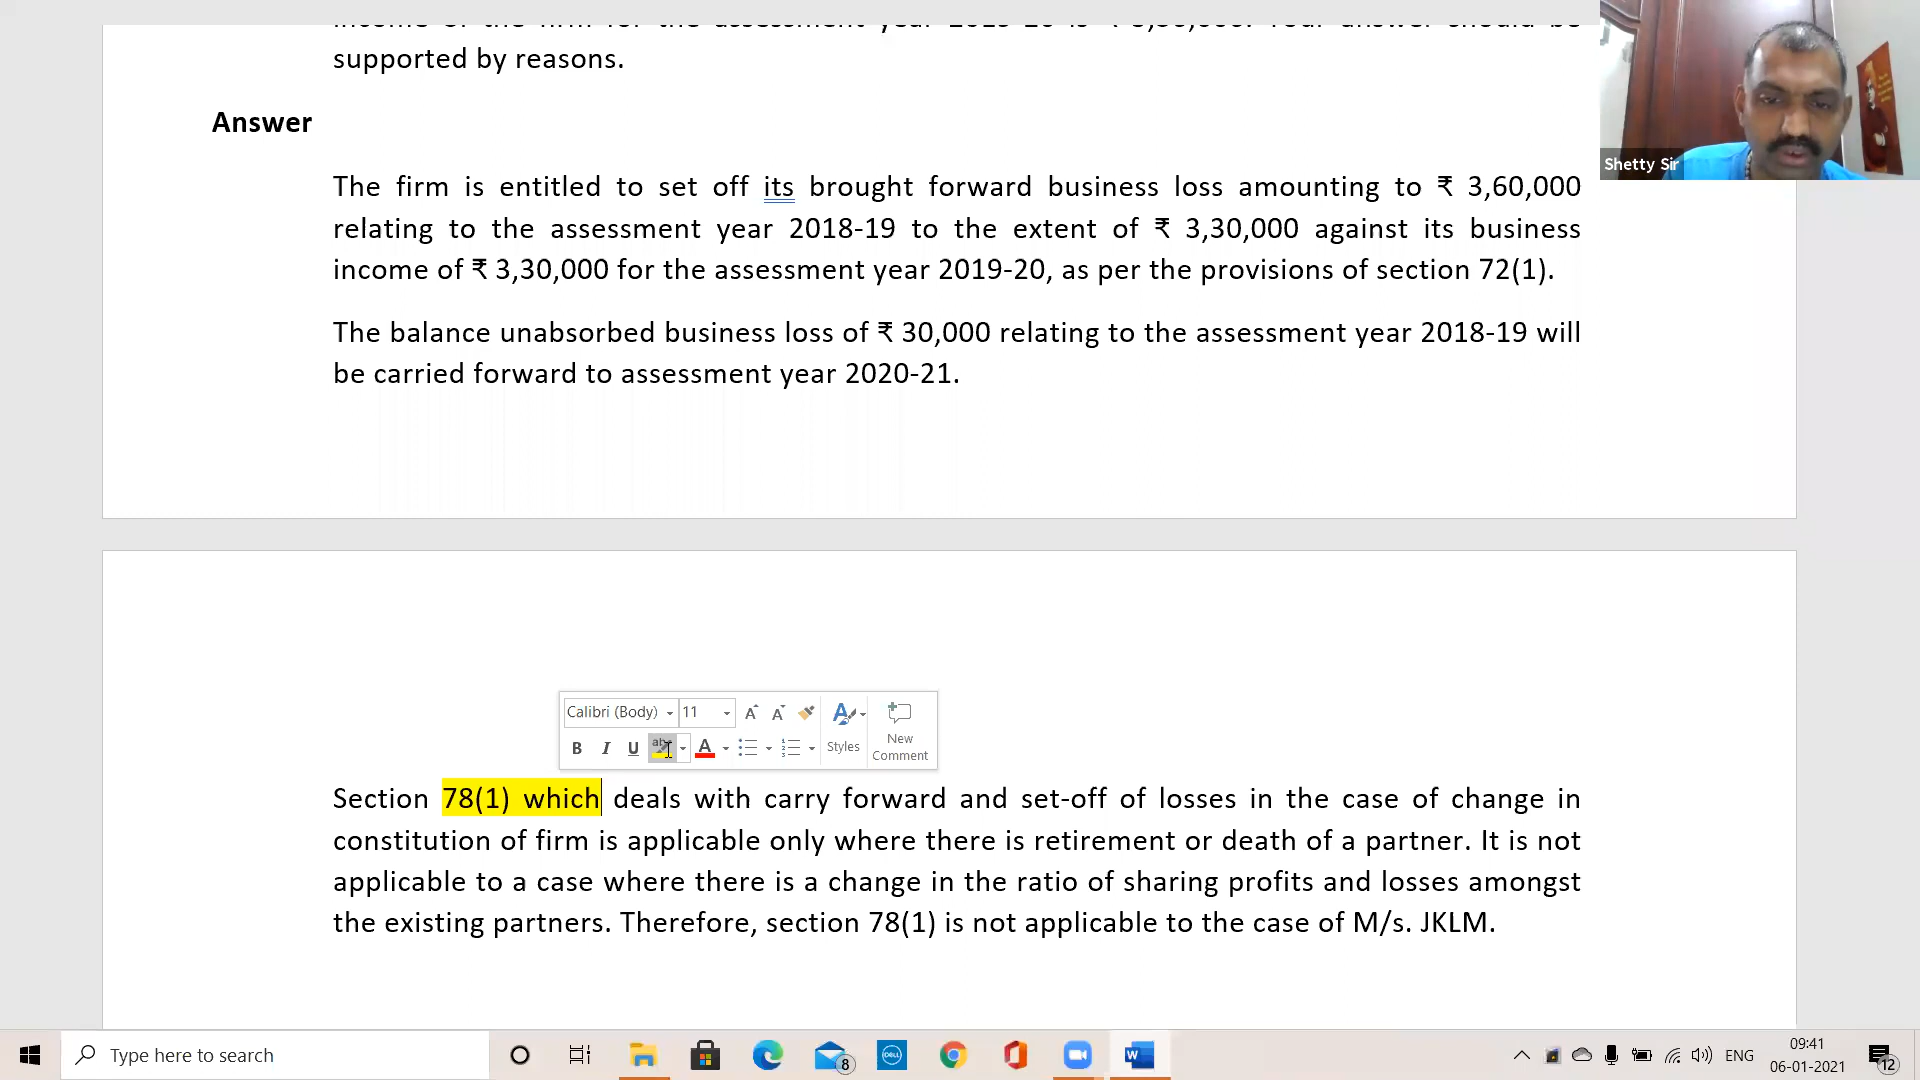 supported by reasons.
Answer
The firm is entitled to set off its brought forward business loss amounting to ₹ 3,60,000
relating to the assessment year 2018-19 to the extent of ₹ 3,30,000 against its business
income of ₹ 3,30,000 for the assessment year 2019-20, as per the provisions of section 72(1).
The balance unabsorbed business loss of ₹ 30,000 relating to the assessment year 2018-19 will
be carried forward to assessment year 2020-21.
Shetty Sir
Calibri (Body) 11
B I U A Styles New
Comment
Section 78(1) which deals with carry forward and set-off of losses in the case of change in
constitution of firm is applicable only where there is retirement or death of a partner. It is not
applicable to a case where there is a change in the ratio of sharing profits and losses amongst
the existing partners. Therefore, section 78(1) is not applicable to the case of M/s. JKLM.
Type here to search
8
DELL
ENG
09:41
06-01-2021
12